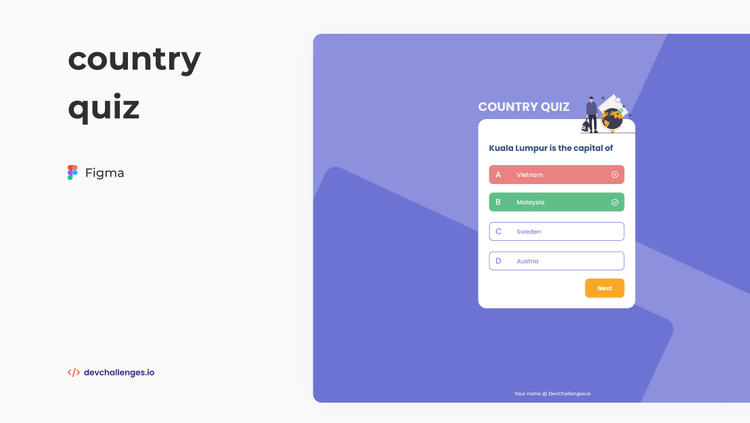 country
quiz
Figma
</> devchallenges.io
COUNTRY QUIZ
Kuala Lumpur is the capital of
A Vietnam
B Malaysia
C Sweden
D Austria
Next
Your name @ DevChallenges.io